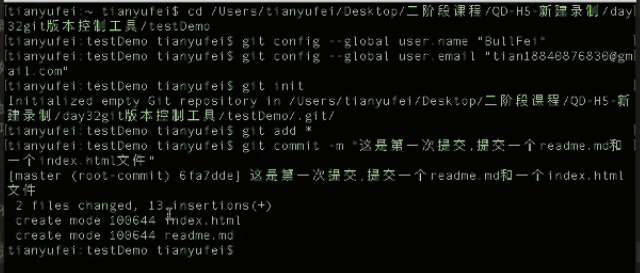 tianyufei:~ tianyufei$ cd /Users/tianyufei/Desktop/二阶段课程/QD-H5-新建录制/day
32git版本控制工具/testDemo
tianyufei:testDemo tianyufei$ git config --global user.name "BullFei"
tianyufei:testDemo tianyufei$ git config --global user.email "tian18840876830@gm
ail.com"
tianyufei:testDemo tianyufei$ git init
Initialized empty Git repository in /Users/tianyufei/Desktop/二阶段课程/QD-H5-新
建录制/day32git版本控制工具/testDemo/.git/
tianyufei:testDemo tianyufei$ git add *
tianyufei:testDemo tianyufei$ git commit -m "这是第一次提交,提交一个readme.md和
一个index.html文件"
[master (root-commit) 6fa7dde] 这是第一次提交,提交一个readme.md和一个index.html
文件
2 files changed, 13 insertions(+)
create mode 100644 index.html
create mode 100644 readme.md
tianyufei:testDemo tianyufei$